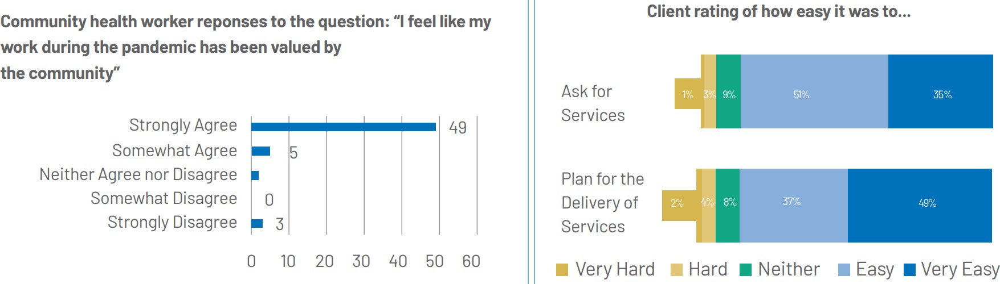 Community health worker reponses to the question: “I feel like my
work during the pandemic has been valued by
the community”
Strongly Agree 49
Somewhat Agree 5
Neither Agree nor Disagree
Somewhat Disagree 0
Strongly Disagree 3
0 10 20 30 40 50 60
Client rating of how easy it was to...
Ask for
Services
1% 3% 9% 51% 35%
Plan for the
Delivery of
Services
2% 4% 8% 37% 49%
Very Hard Hard Neither Easy Very Easy